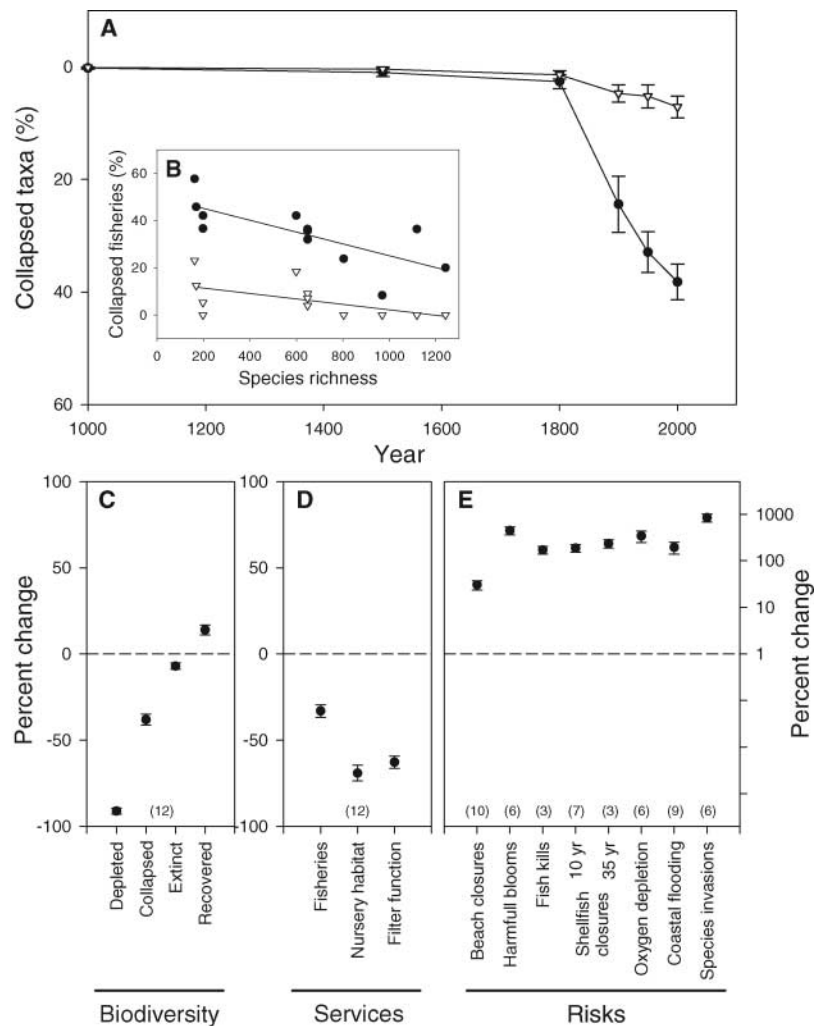 A
Collapsed taxa (%)
0
20
40
60
1000
1200
1400
1600
1800
2000
Year
B
Collapsed fisheries (%)
60
40
20
0
0
200
400
600
800
1000
1200
Species richness
C
Percent change
100
50
0
-50
-100
(12)
Depleted
Collapsed
Extinct
Recovered
Biodiversity
D
100
50
0
-50
-100
(12)
Fisheries
Nursery habitat
Filter function
Services
E
1000
100
10
1
Percent change
(10)
(6)
(3)
(7)
(3)
(6)
(9)
(6)
Beach closures
Harmfull blooms
Fish kills
Shellfish 10 yr
closures 35 yr
Oxygen depletion
Coastal flooding
Species invasions
Risks